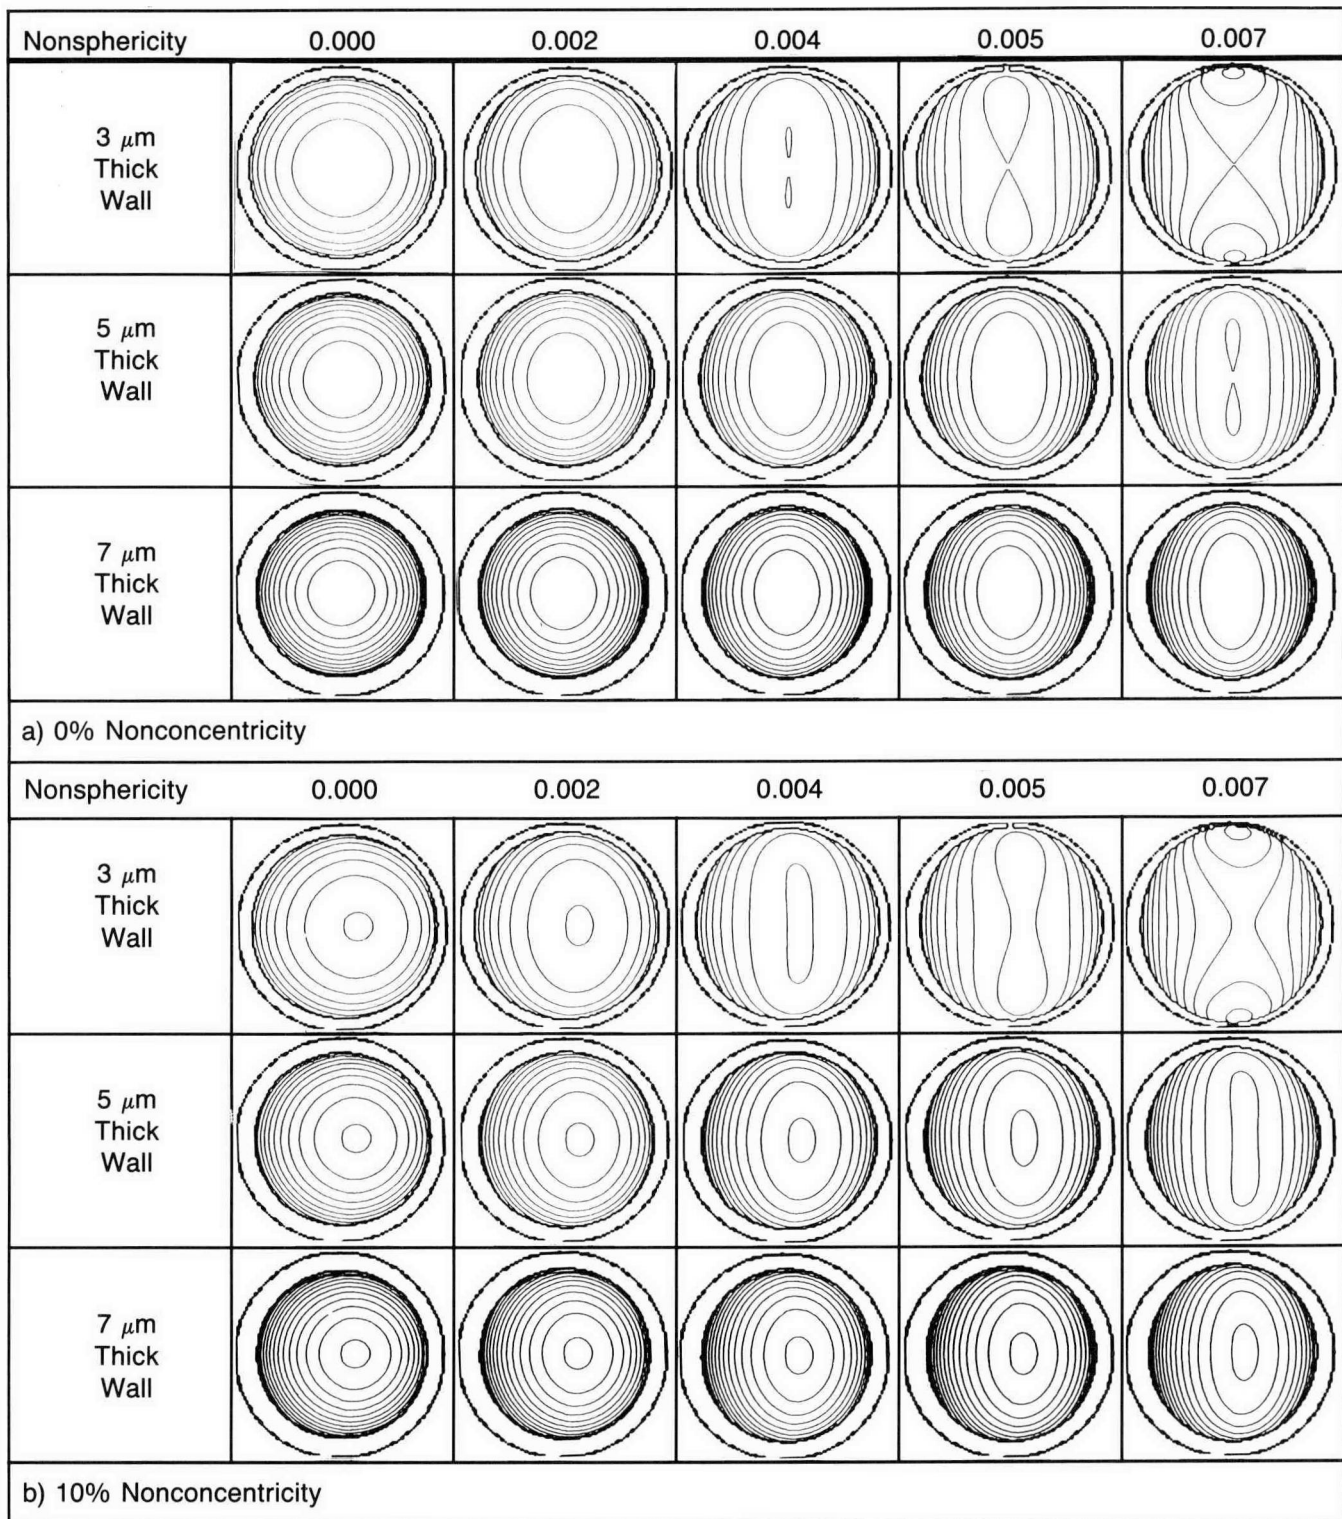 Nonsphericity 0.000 0.002 0.004 0.005 0.007
3 μm
Thick
Wall
5 μm
Thick
Wall
7 μm
Thick
Wall
a) 0% Nonconcentricity
Nonsphericity 0.000 0.002 0.004 0.005 0.007
3 μm
Thick
Wall
5 μm
Thick
Wall
7 μm
Thick
Wall
b) 10% Nonconcentricity